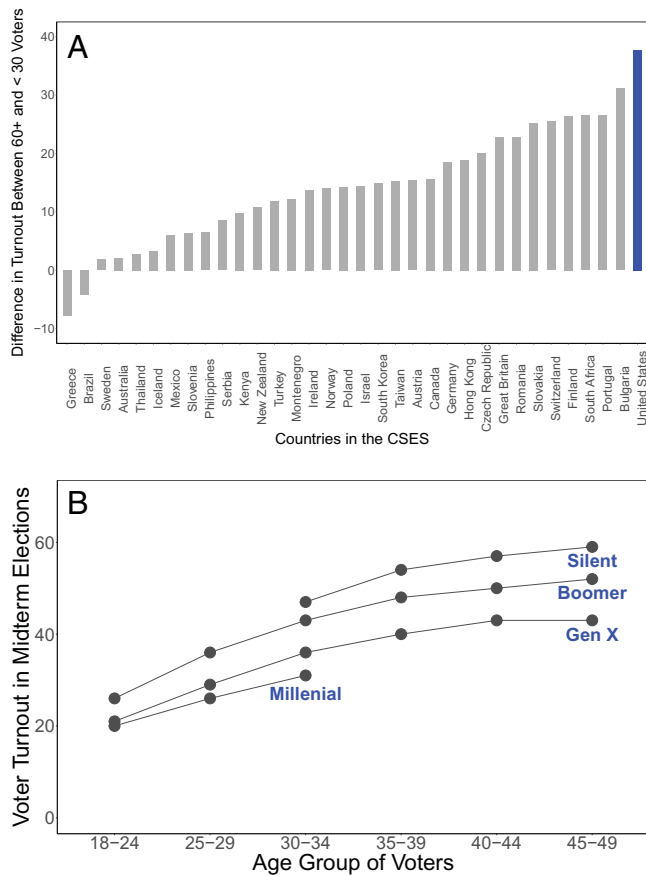 A
Difference in Turnout Between 60+ and < 30 Voters
40
30
20
10
0
−10
Greece
Brazil
Sweden
Australia
Thailand
Iceland
Mexico
Slovenia
Philippines
Serbia
Kenya
New Zealand
Turkey
Montenegro
Ireland
Norway
Poland
Israel
South Korea
Taiwan
Austria
Canada
Germany
Hong Kong
Czech Republic
Great Britain
Romania
Slovakia
Switzerland
Finland
South Africa
Portugal
Bulgaria
United States
Countries in the CSES
B
Voter Turnout in Midterm Elections
60
40
20
0
Silent
Boomer
Gen X
Millenial
18−24
25−29
30−34
35−39
40−44
45−49
Age Group of Voters